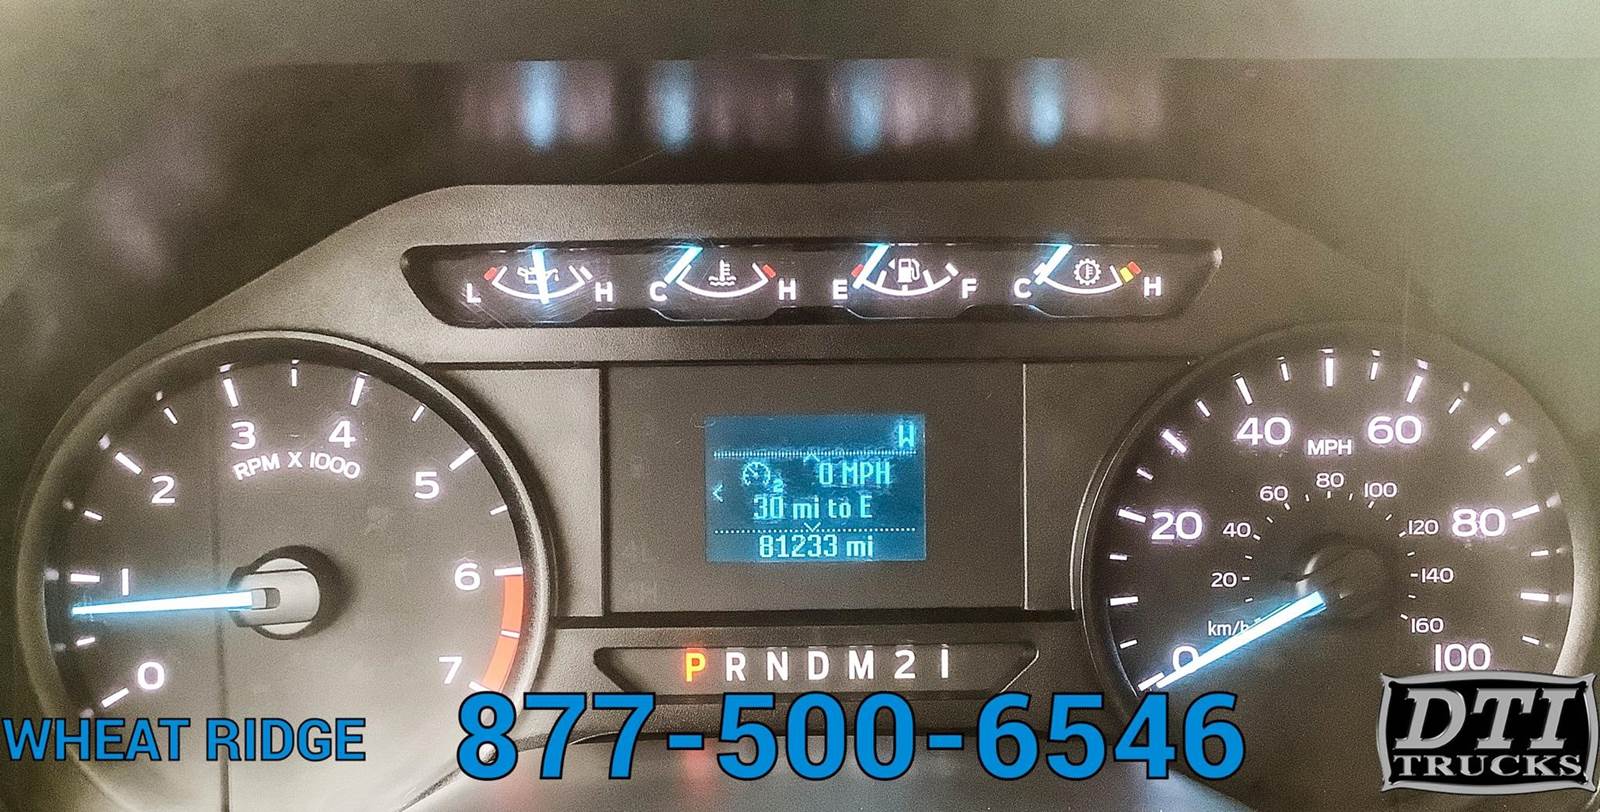 L H C H E F C H
0 1 2 3 4 5 6 7
RPM X 1000
W
2 0 MPH
< 30 mi to E
81233 mi
0 20 40 60 80 100
MPH
20 40 60 80 100 120 140 160
km/h
P R N D M 2 1
WHEAT RIDGE
877-500-6546
DTI
TRUCKS